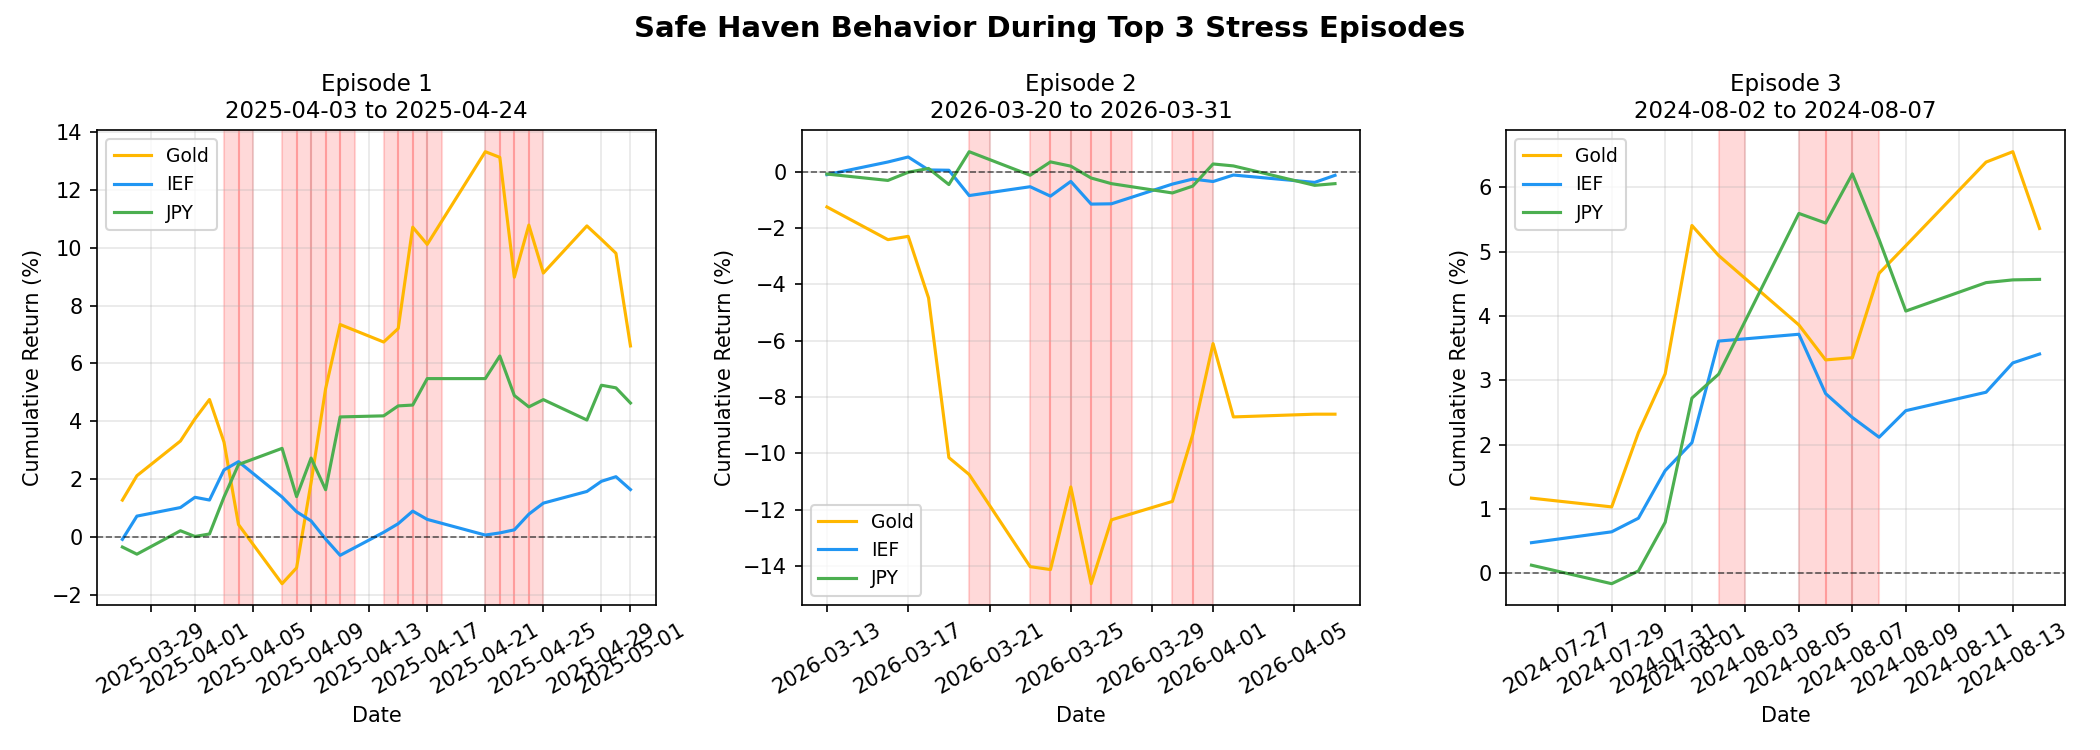 Safe Haven Behavior During Top 3 Stress Episodes
Episode 1
2025-04-03 to 2025-04-24
Cumulative Return (%)
14
12
10
8
6
4
2
0
−2
Gold
IEF
JPY
2025-03-29
2025-04-01
2025-04-05
2025-04-09
2025-04-13
2025-04-17
2025-04-21
2025-04-25
2025-04-29
2025-05-01
Date
Episode 2
2026-03-20 to 2026-03-31
Cumulative Return (%)
0
−2
−4
−6
−8
−10
−12
−14
Gold
IEF
JPY
2026-03-13
2026-03-17
2026-03-21
2026-03-25
2026-03-29
2026-04-01
2026-04-05
Date
Episode 3
2024-08-02 to 2024-08-07
Cumulative Return (%)
6
5
4
3
2
1
0
Gold
IEF
JPY
2024-07-27
2024-07-29
2024-07-31
2024-08-01
2024-08-03
2024-08-05
2024-08-07
2024-08-09
2024-08-11
2024-08-13
Date